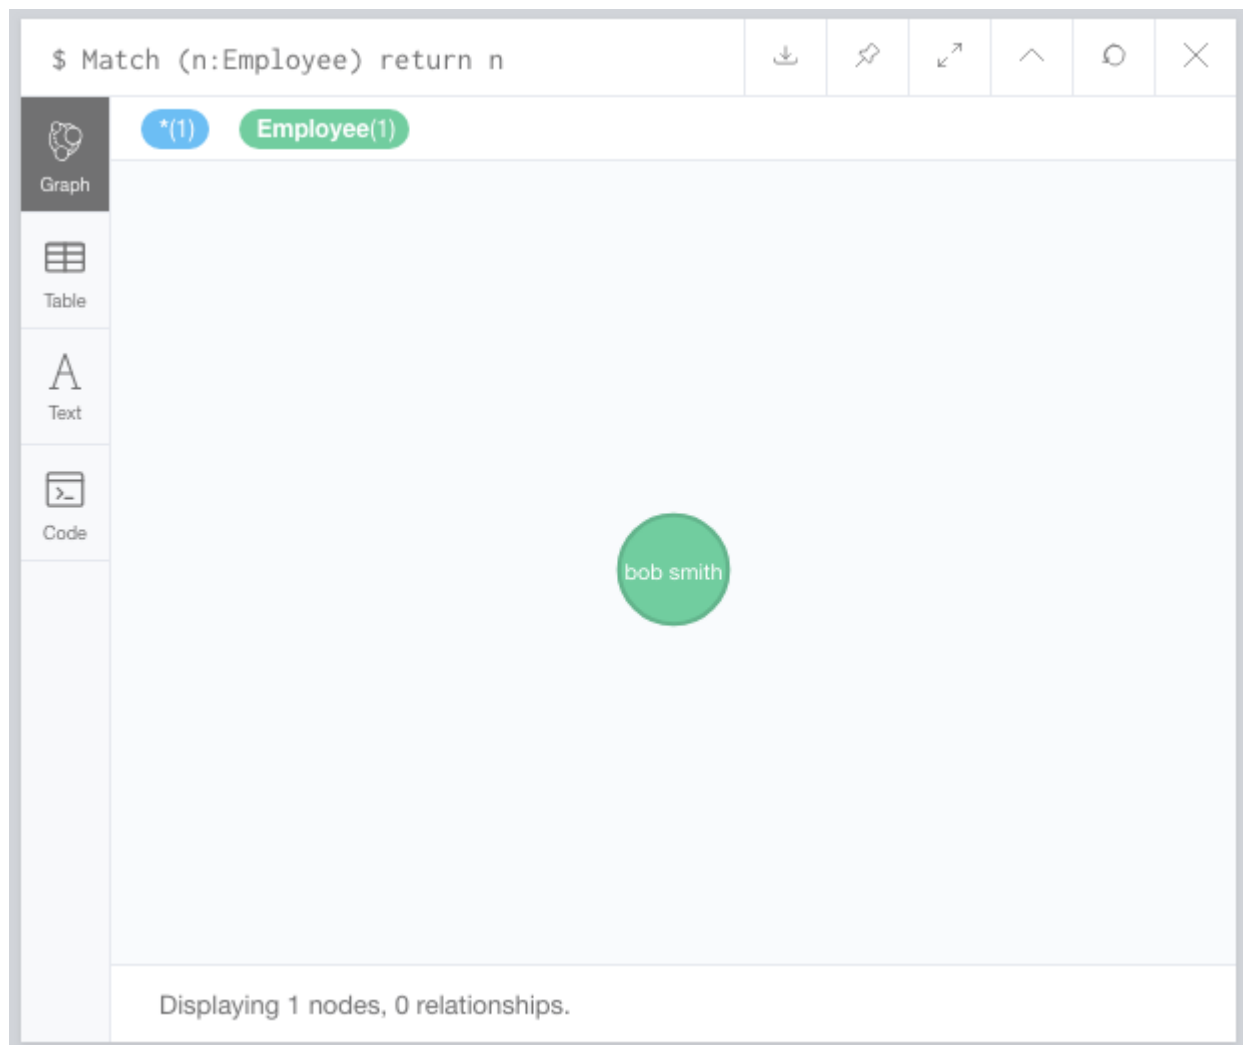 $ Match (n:Employee) return n
*(1) Employee(1)
Graph
Table
A
Text
Code
bob smith
Displaying 1 nodes, 0 relationships.